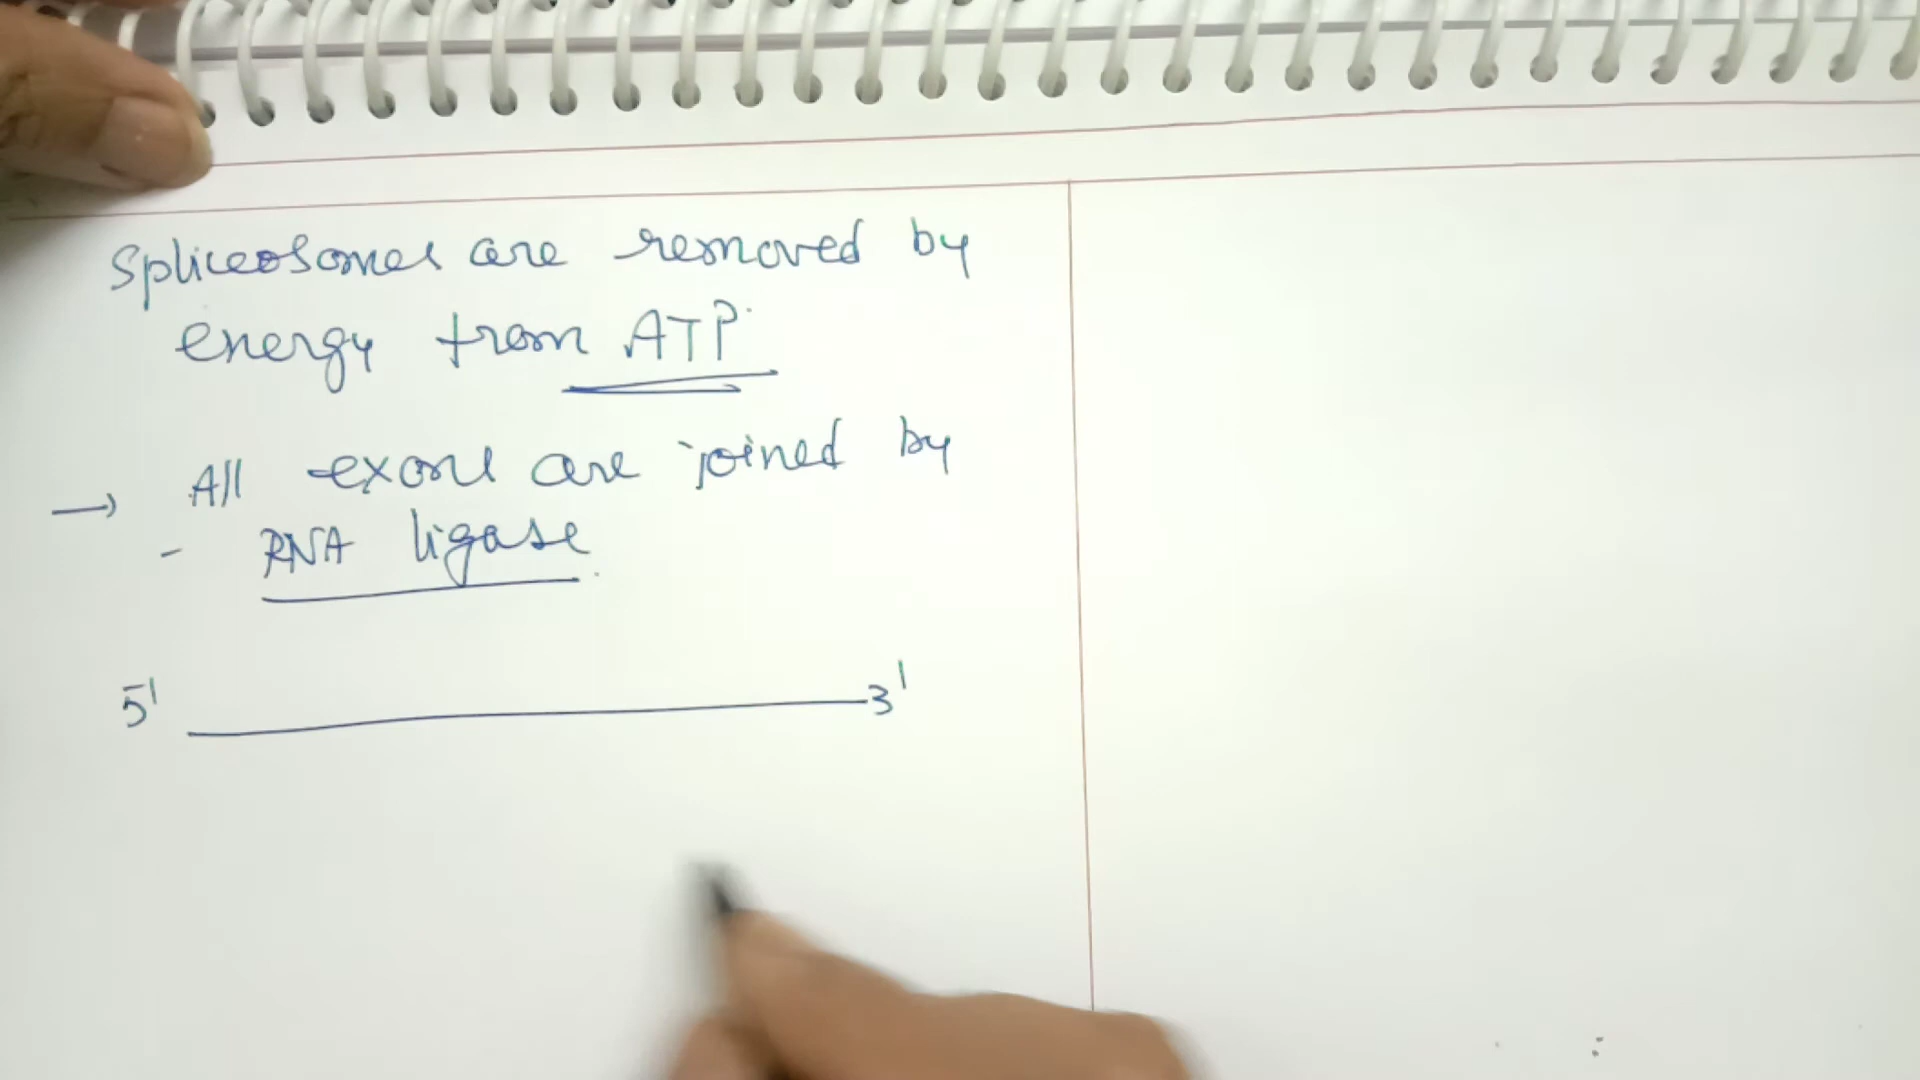 Spliceosomes are removed by
energy from ATP.
→ All exons are joined by
- RNA ligase.
5' 3'